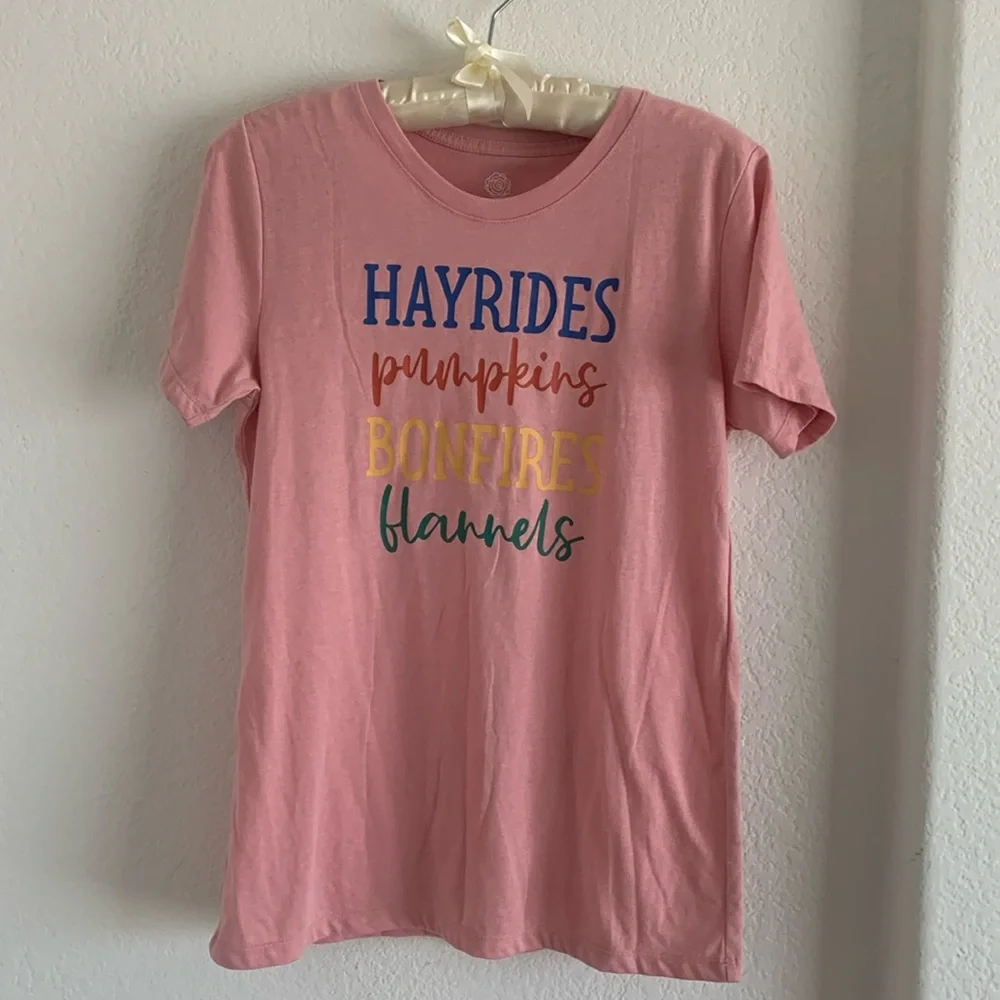 HAYRIDES
pumpkins
BONFIRES
flannels